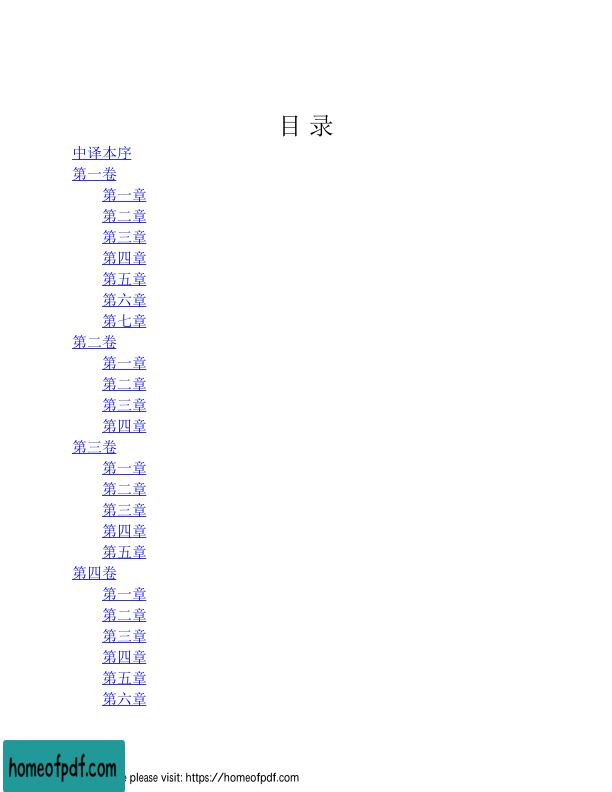 目 录
中译本序
第一卷
第一章
第二章
第三章
第四章
第五章
第六章
第七章
第二卷
第一章
第二章
第三章
第四章
第三卷
第一章
第二章
第三章
第四章
第五章
第四卷
第一章
第二章
第三章
第四章
第五章
第六章
homeofpdf.com
please visit: https://homeofpdf.com